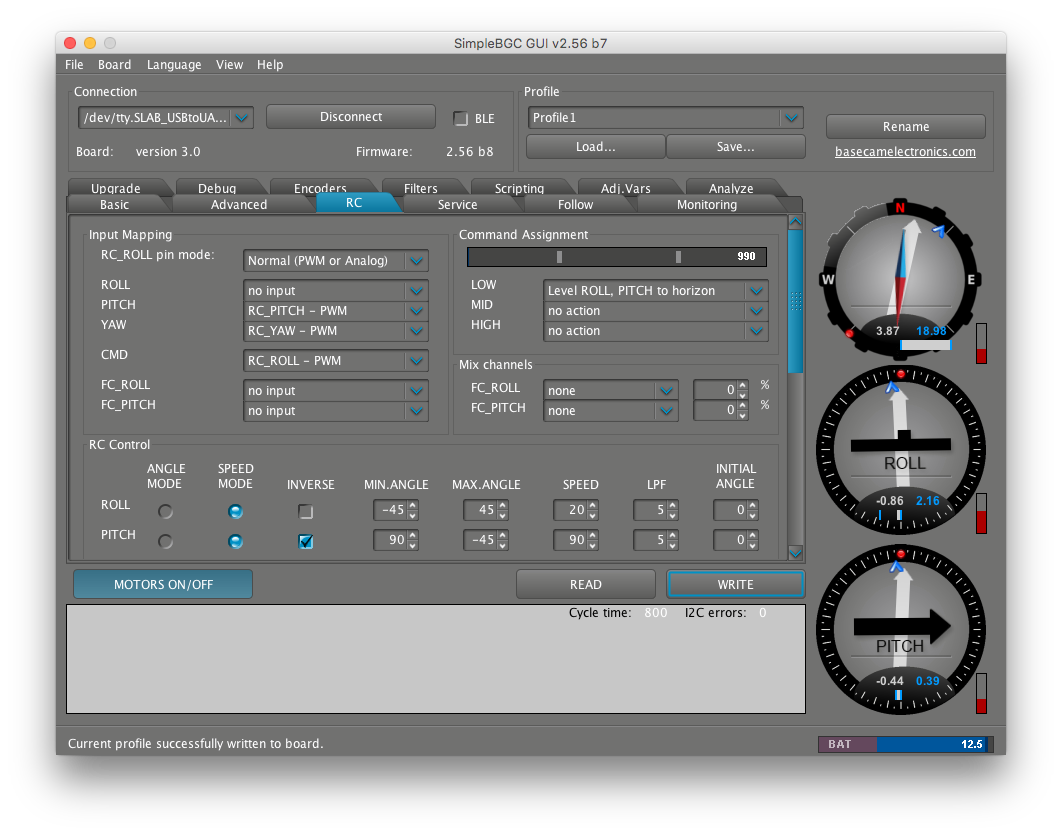 SimpleBGC GUI v2.56 b7
File Board Language View Help
Connection
/dev/tty.SLAB_USBtoUA...
Disconnect
BLE
Board: version 3.0 Firmware: 2.56 b8
Profile
Profile1
Load... Save...
Rename
basecamelectronics.com
Upgrade Debug Encoders Filters Scripting Adj.Vars Analyze
Basic Advanced RC Service Follow Monitoring
Input Mapping
RC_ROLL pin mode: Normal (PWM or Analog)
ROLL no input
PITCH RC_PITCH – PWM
YAW RC_YAW – PWM
CMD RC_ROLL – PWM
FC_ROLL no input
FC_PITCH no input
Command Assignment
990
LOW Level ROLL, PITCH to horizon
MID no action
HIGH no action
Mix channels
FC_ROLL none 0 %
FC_PITCH none 0 %
RC Control
ANGLE MODE SPEED MODE INVERSE MIN.ANGLE MAX.ANGLE SPEED LPF INITIAL ANGLE
ROLL -45 45 20 5 0
PITCH 90 -45 90 5 0
MOTORS ON/OFF READ WRITE
Cycle time: 800 I2C errors: 0
N
W E
3.87 18.98
ROLL
-0.86 2.16
PITCH
-0.44 0.39
Current profile successfully written to board.
BAT 12.5